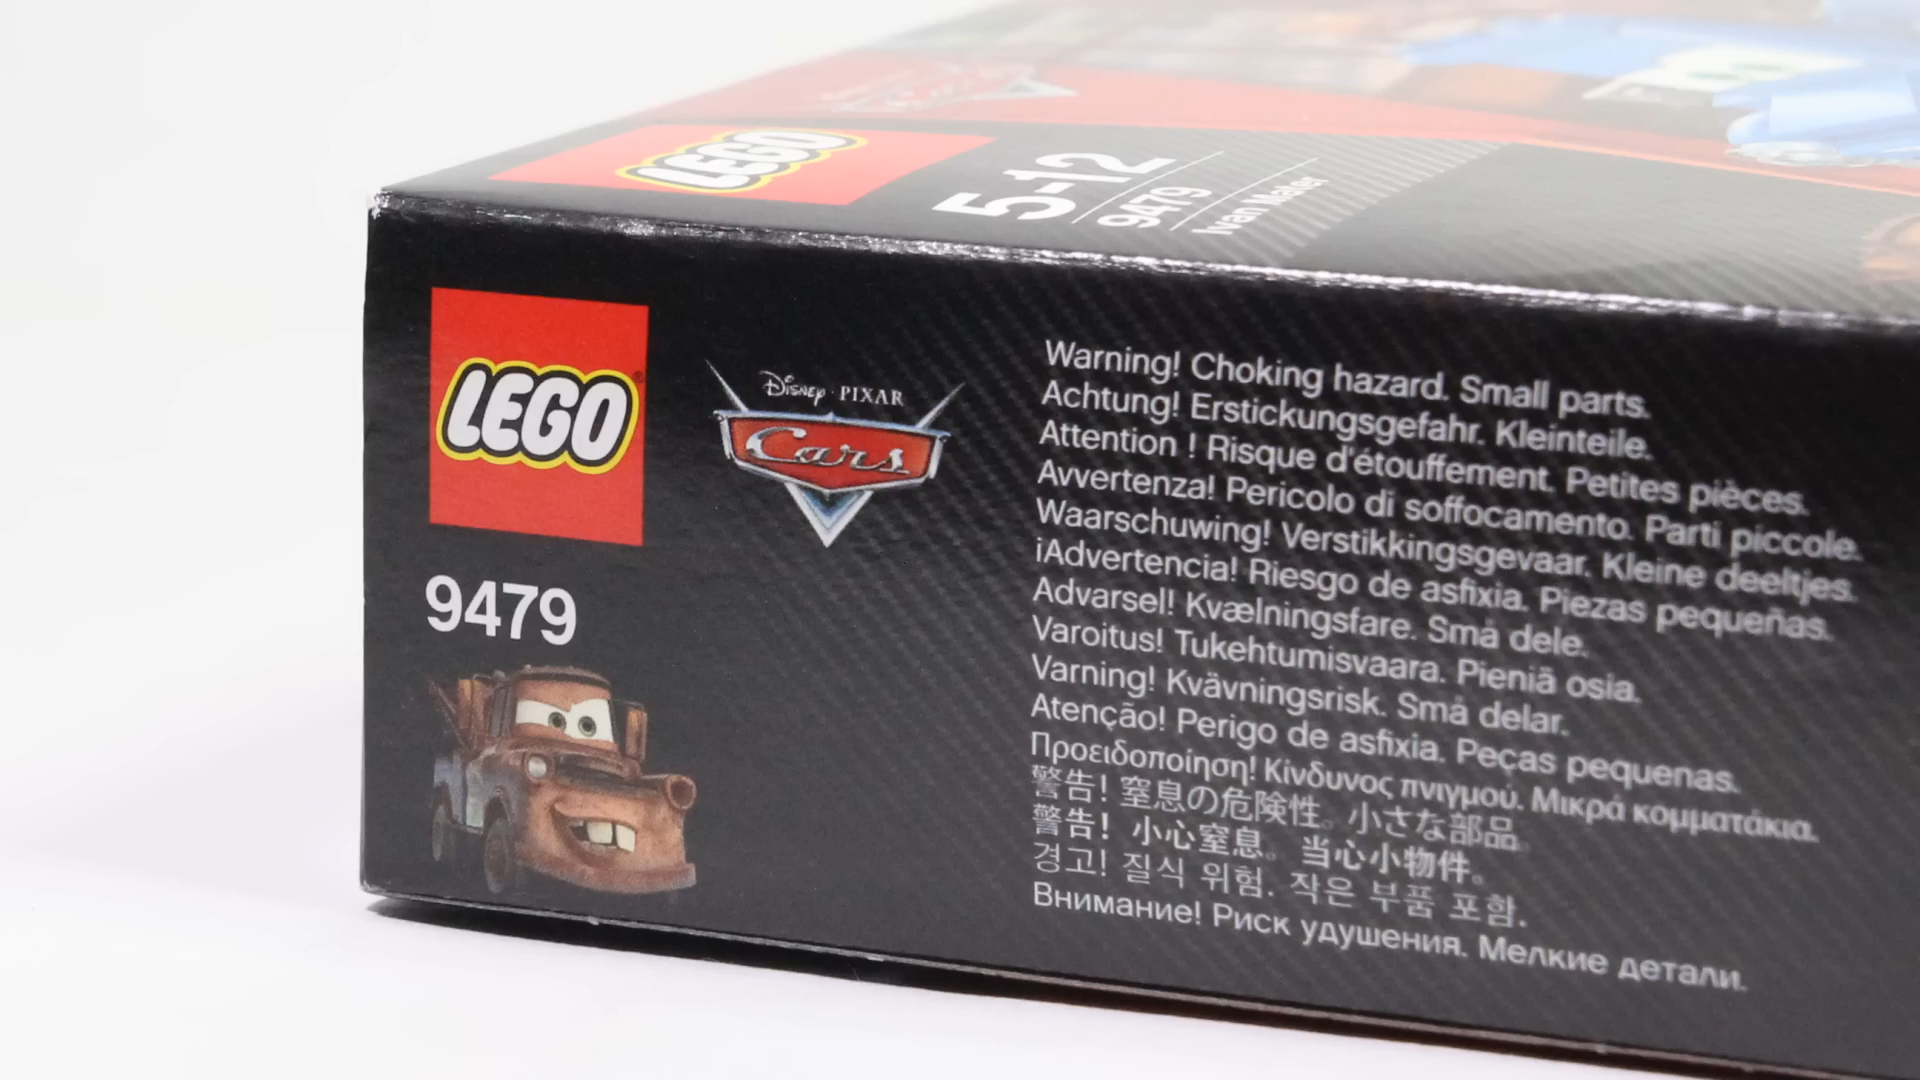 LEGO
5-12
9479
Ivan Mater
LEGO
9479
DISNEY · PIXAR
Cars
Warning! Choking hazard. Small parts.
Achtung! Erstickungsgefahr. Kleinteile.
Attention ! Risque d'étouffement. Petites pièces.
Avvertenza! Pericolo di soffocamento. Parti piccole.
Waarschuwing! Verstikkingsgevaar. Kleine deeltjes.
¡Advertencia! Riesgo de asfixia. Piezas pequeñas.
Advarsel! Kvælningsfare. Små dele.
Varoitus! Tukehtumisvaara. Pieniä osia.
Varning! Kvävningsrisk. Små delar.
Atenção! Perigo de asfixia. Peças pequenas.
Προειδοποίηση! Κίνδυνος πνιγμού. Μικρά κομματάκια.
警告! 窒息の危険性。小さな部品。
警告! 小心窒息。当心小物件。
경고! 질식 위험. 작은 부품 포함.
Внимание! Риск удушения. Мелкие детали.